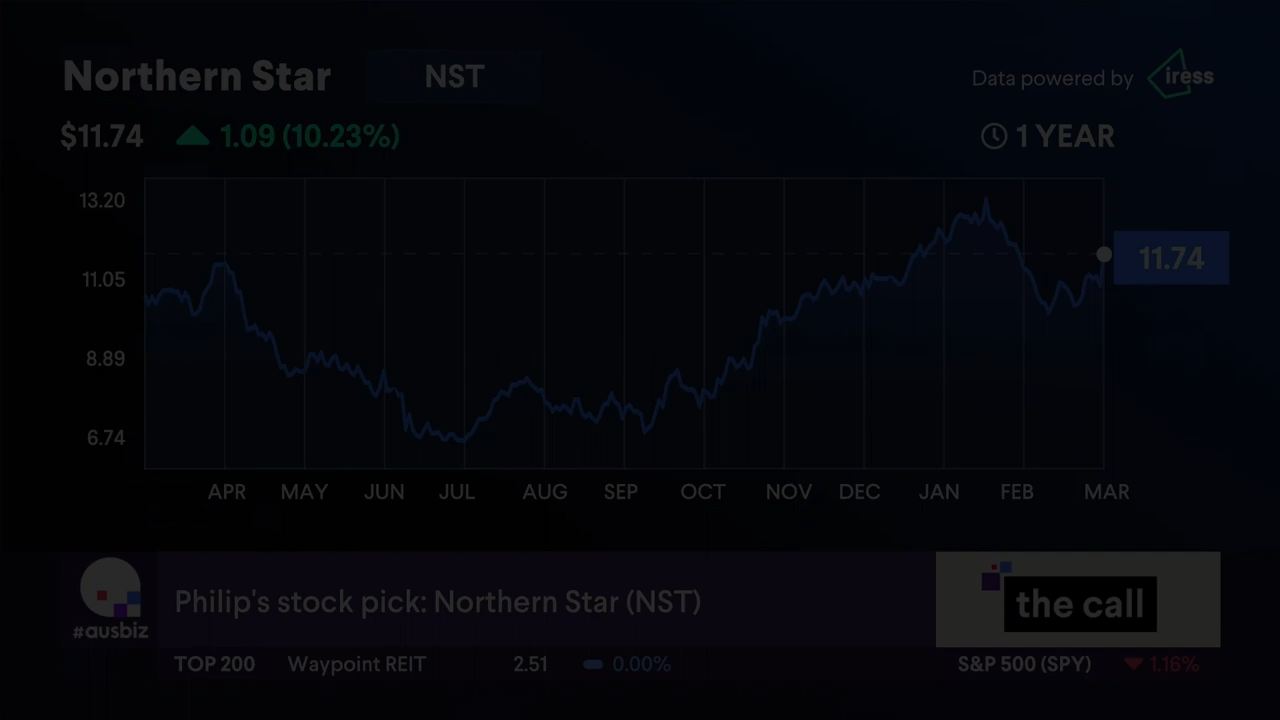 Northern Star NST Data powered by iress
$11.74 1.09 (10.23%) 1 YEAR
13.20
11.74
11.05
8.89
6.74
APR MAY JUN JUL AUG SEP OCT NOV DEC JAN FEB MAR
Philip's stock pick: Northern Star (NST)
the call
#ausbiz
TOP 200 Waypoint REIT 2.51 0.00% S&P 500 (SPY) 1.16%